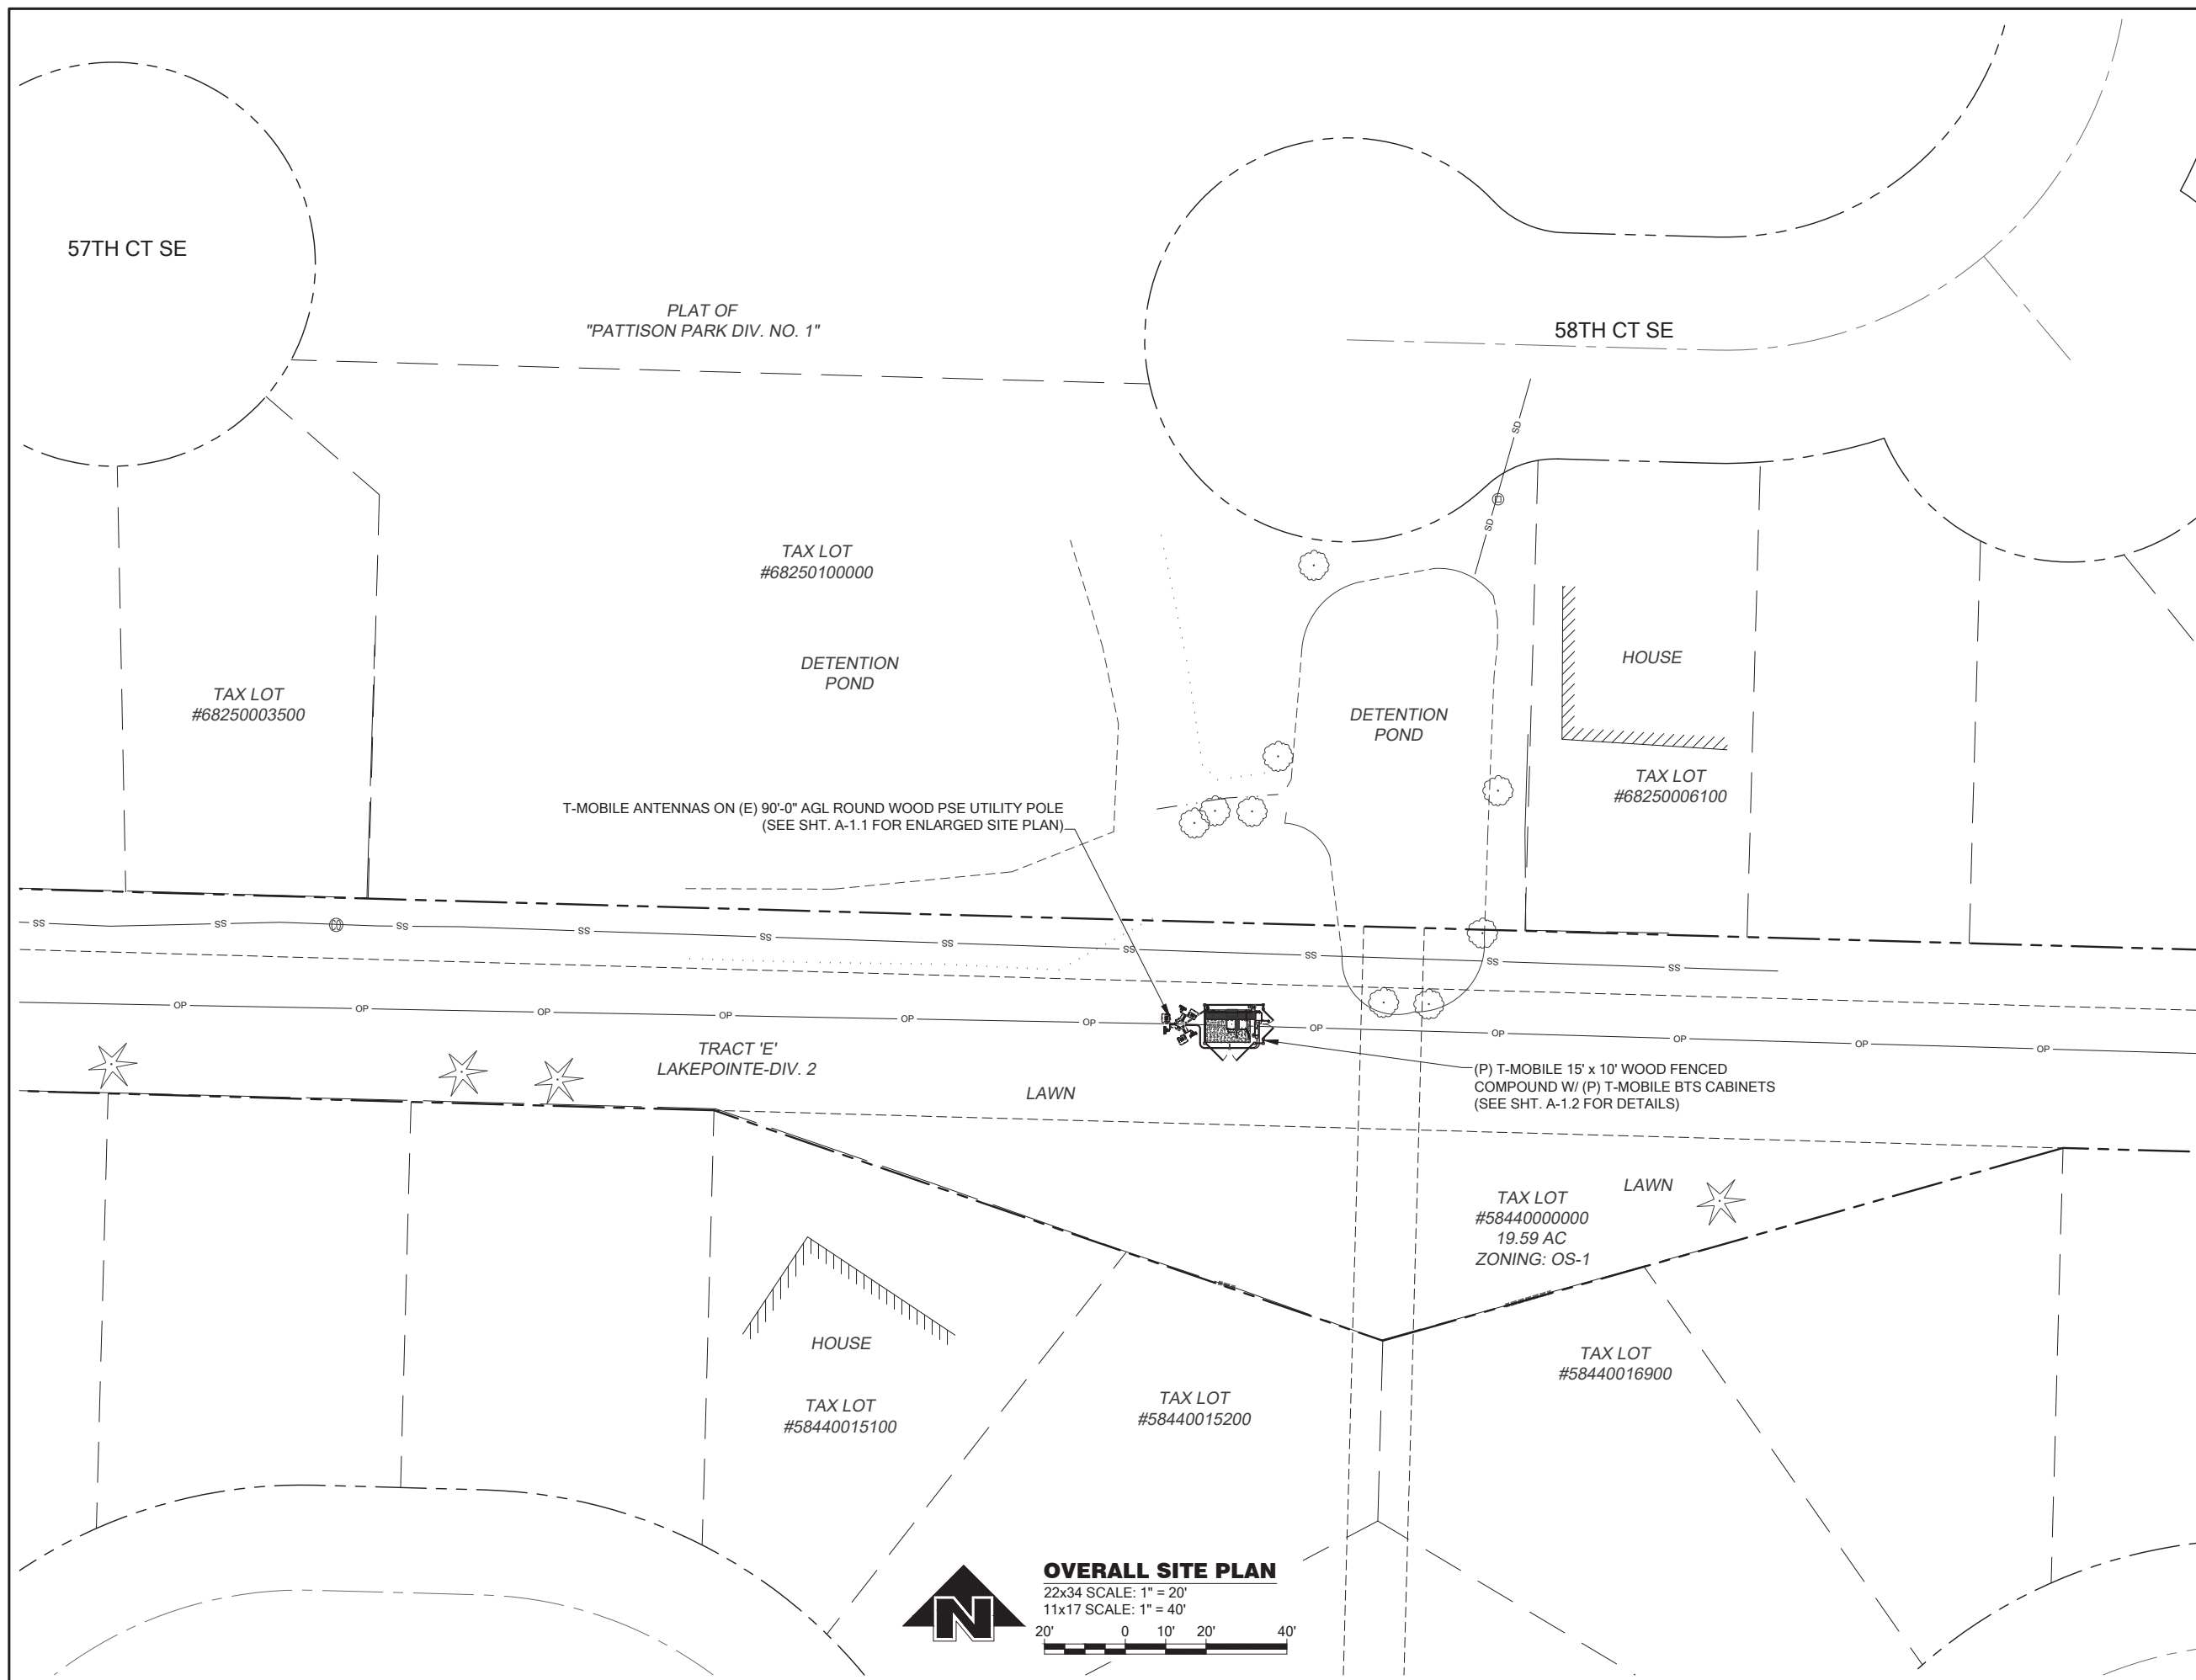 57TH CT SE
PLAT OF
"PATTISON PARK DIV. NO. 1"
58TH CT SE
SD
SD
TAX LOT
#68250100000
DETENTION
POND
HOUSE
TAX LOT
#68250003500
DETENTION
POND
TAX LOT
#68250006100
T-MOBILE ANTENNAS ON (E) 90'-0" AGL ROUND WOOD PSE UTILITY POLE
(SEE SHT. A-1.1 FOR ENLARGED SITE PLAN)
SS SS SS SS SS SS SS SS SS SS
OP OP OP OP OP OP OP OP OP OP OP
TRACT 'E'
LAKEPOINTE-DIV. 2
LAWN
(P) T-MOBILE 15' x 10' WOOD FENCED
COMPOUND W/ (P) T-MOBILE BTS CABINETS
(SEE SHT. A-1.2 FOR DETAILS)
LAWN
TAX LOT
#58440000000
19.59 AC
ZONING: OS-1
HOUSE
TAX LOT
#58440015100
TAX LOT
#58440015200
TAX LOT
#58440016900
N
OVERALL SITE PLAN
22x34 SCALE: 1" = 20'
11x17 SCALE: 1" = 40'
20' 0 10' 20' 40'